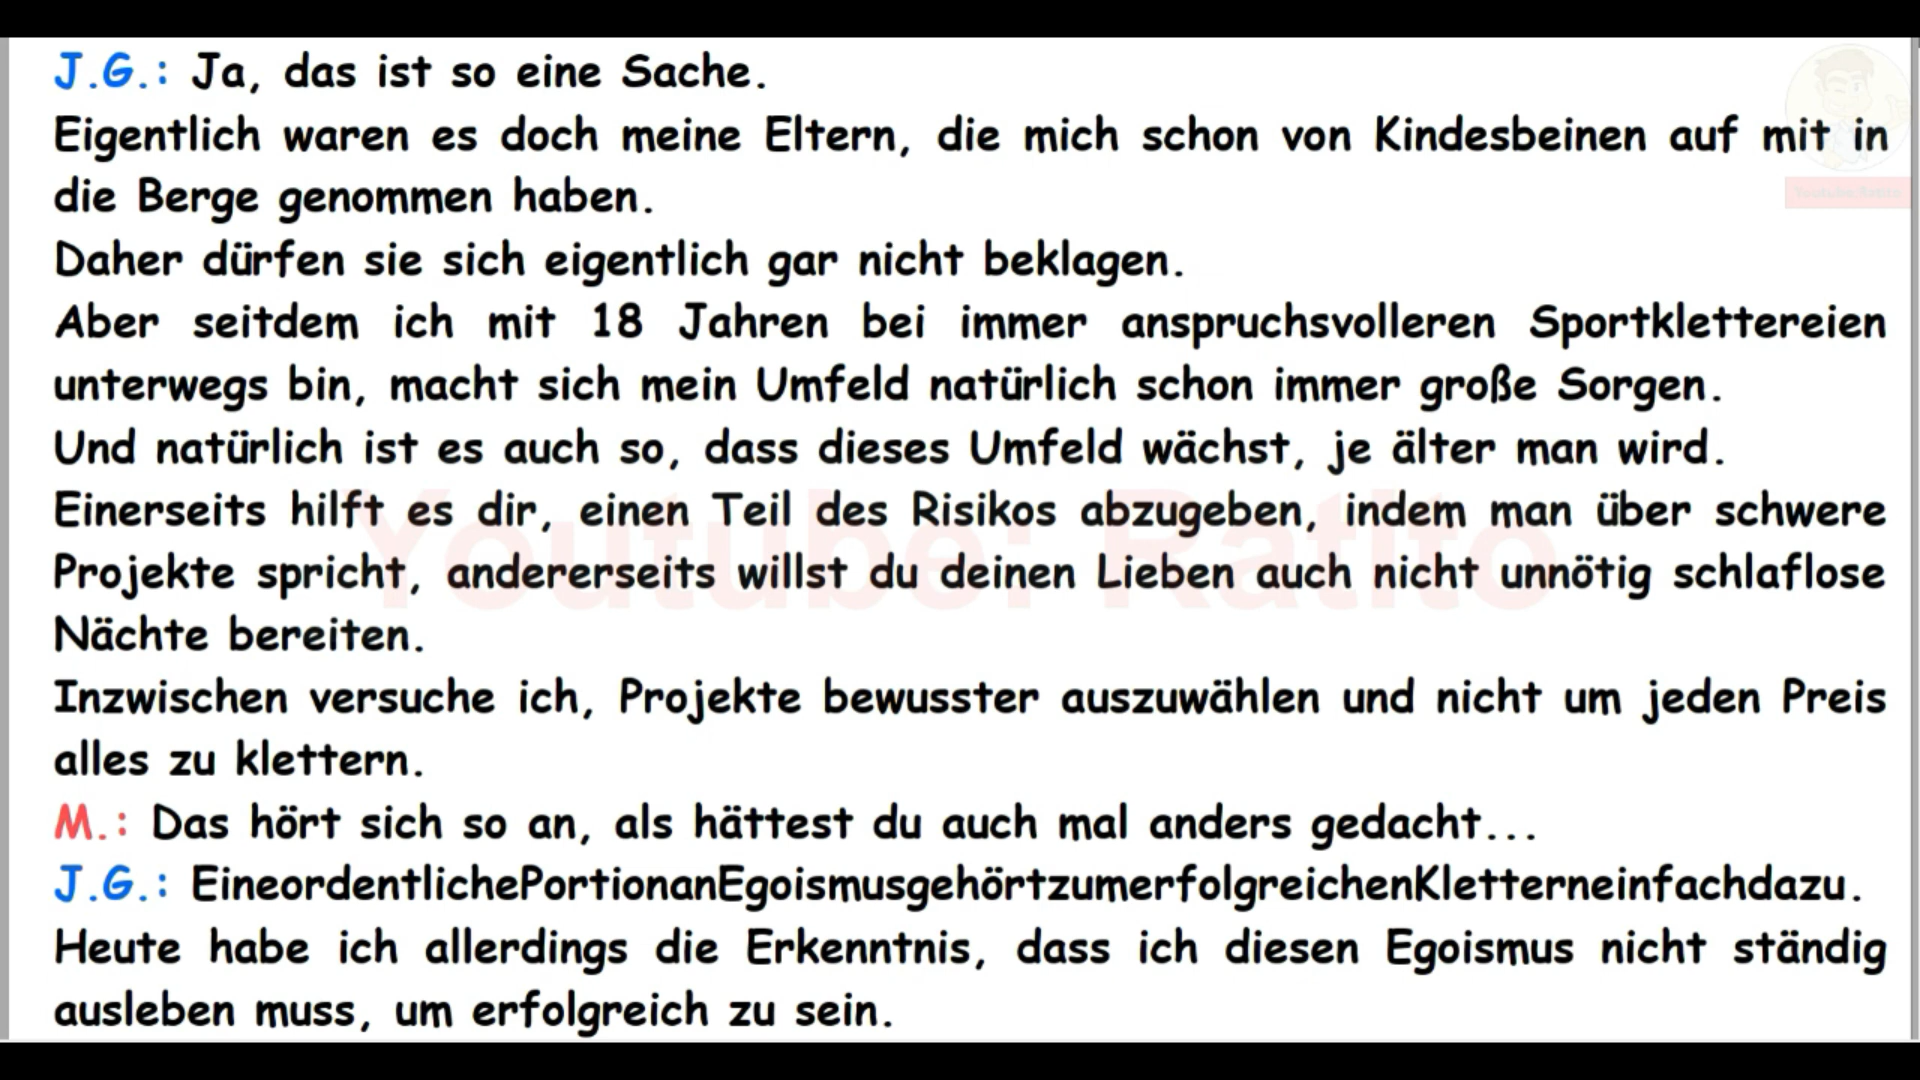 J.G.: Ja, das ist so eine Sache.
Eigentlich waren es doch meine Eltern, die mich schon von Kindesbeinen auf mit in
die Berge genommen haben.
Daher dürfen sie sich eigentlich gar nicht beklagen.
Aber seitdem ich mit 18 Jahren bei immer anspruchsvolleren Sportklettereien
unterwegs bin, macht sich mein Umfeld natürlich schon immer große Sorgen.
Und natürlich ist es auch so, dass dieses Umfeld wächst, je älter man wird.
Einerseits hilft es dir, einen Teil des Risikos abzugeben, indem man über schwere
Youtube: Ratito
Projekte spricht, andererseits willst du deinen Lieben auch nicht unnötig schlaflose
Nächte bereiten.
Inzwischen versuche ich, Projekte bewusster auszuwählen und nicht um jeden Preis
alles zu klettern.
M.: Das hört sich so an, als hättest du auch mal anders gedacht...
J.G.: EineordentlichePortionanEgoismusgehörtzumerfolgreichenKletterneinfachdazu.
Heute habe ich allerdings die Erkenntnis, dass ich diesen Egoismus nicht ständig
ausleben muss, um erfolgreich zu sein.